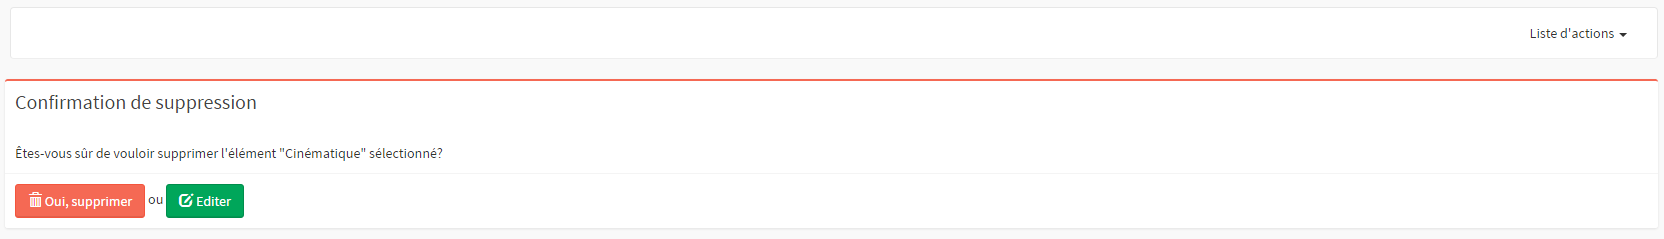 Liste d'actions
Confirmation de suppression
Êtes-vous sûr de vouloir supprimer l'élément "Cinématique" sélectionné?
Oui, supprimer ou Editer